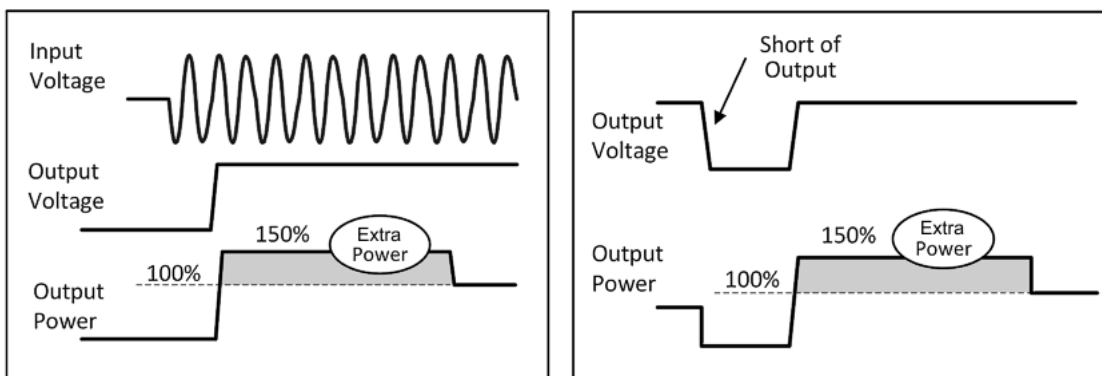 Input
Voltage
Output
Voltage
150%
Extra
Power
100%
Output
Power
Short of
Output
Output
Voltage
150%
Extra
Power
100%
Output
Power